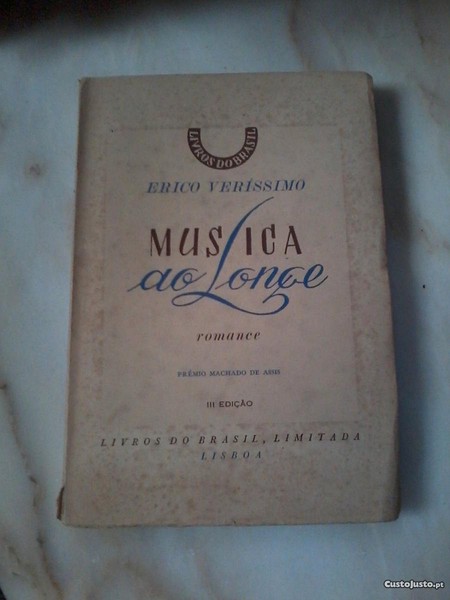 LIVROS DO BRASIL
ERICO VERÍSSIMO
MUSICA
ao Longe
romance
PRÉMIO MACHADO DE ASSIS
III EDIÇÃO
LIVROS DO BRASIL, LIMITADA
LISBOA
CustoJusto.pt